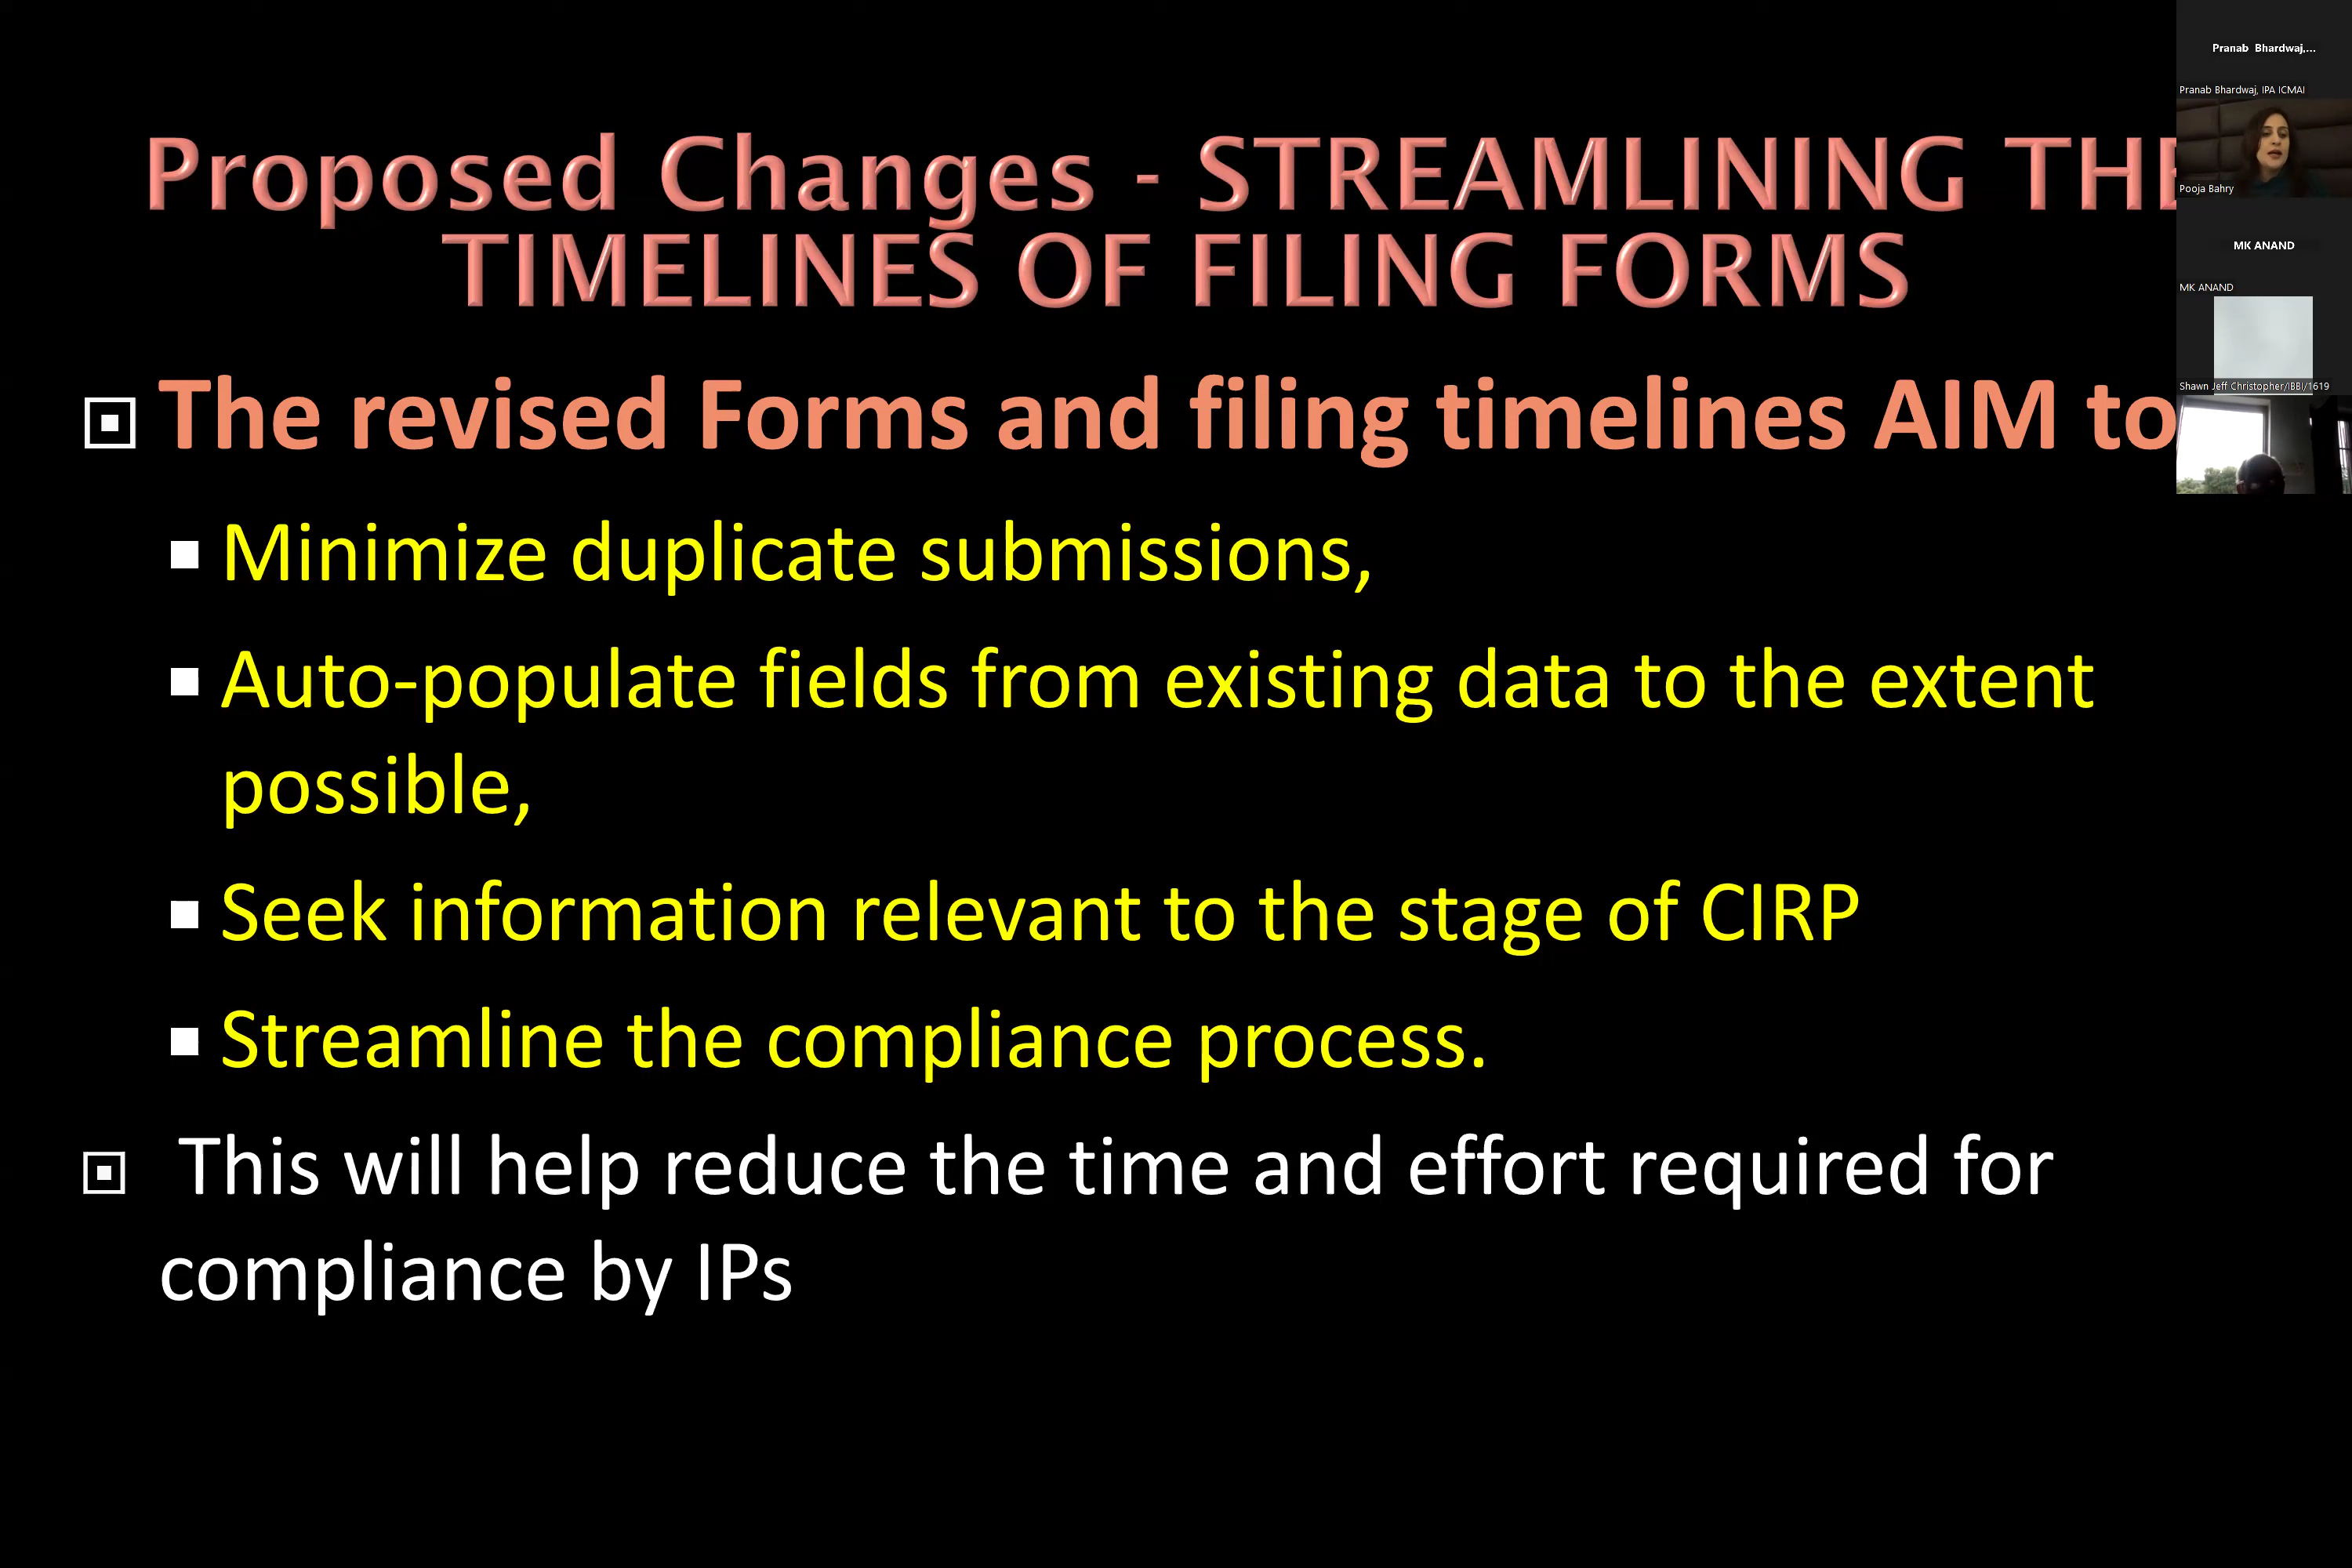 Proposed Changes - STREAMLINING THE
TIMELINES OF FILING FORMS
The revised Forms and filing timelines AIM to
Minimize duplicate submissions,
Auto-populate fields from existing data to the extent
possible,
Seek information relevant to the stage of CIRP
Streamline the compliance process.
This will help reduce the time and effort required for
compliance by IPs
Pranab Bhardwaj,...
Pranab Bhardwaj, IPA ICMAI
Pooja Bahry
MK ANAND
MK ANAND
Shawn Jeff Christopher/IBBI/1619